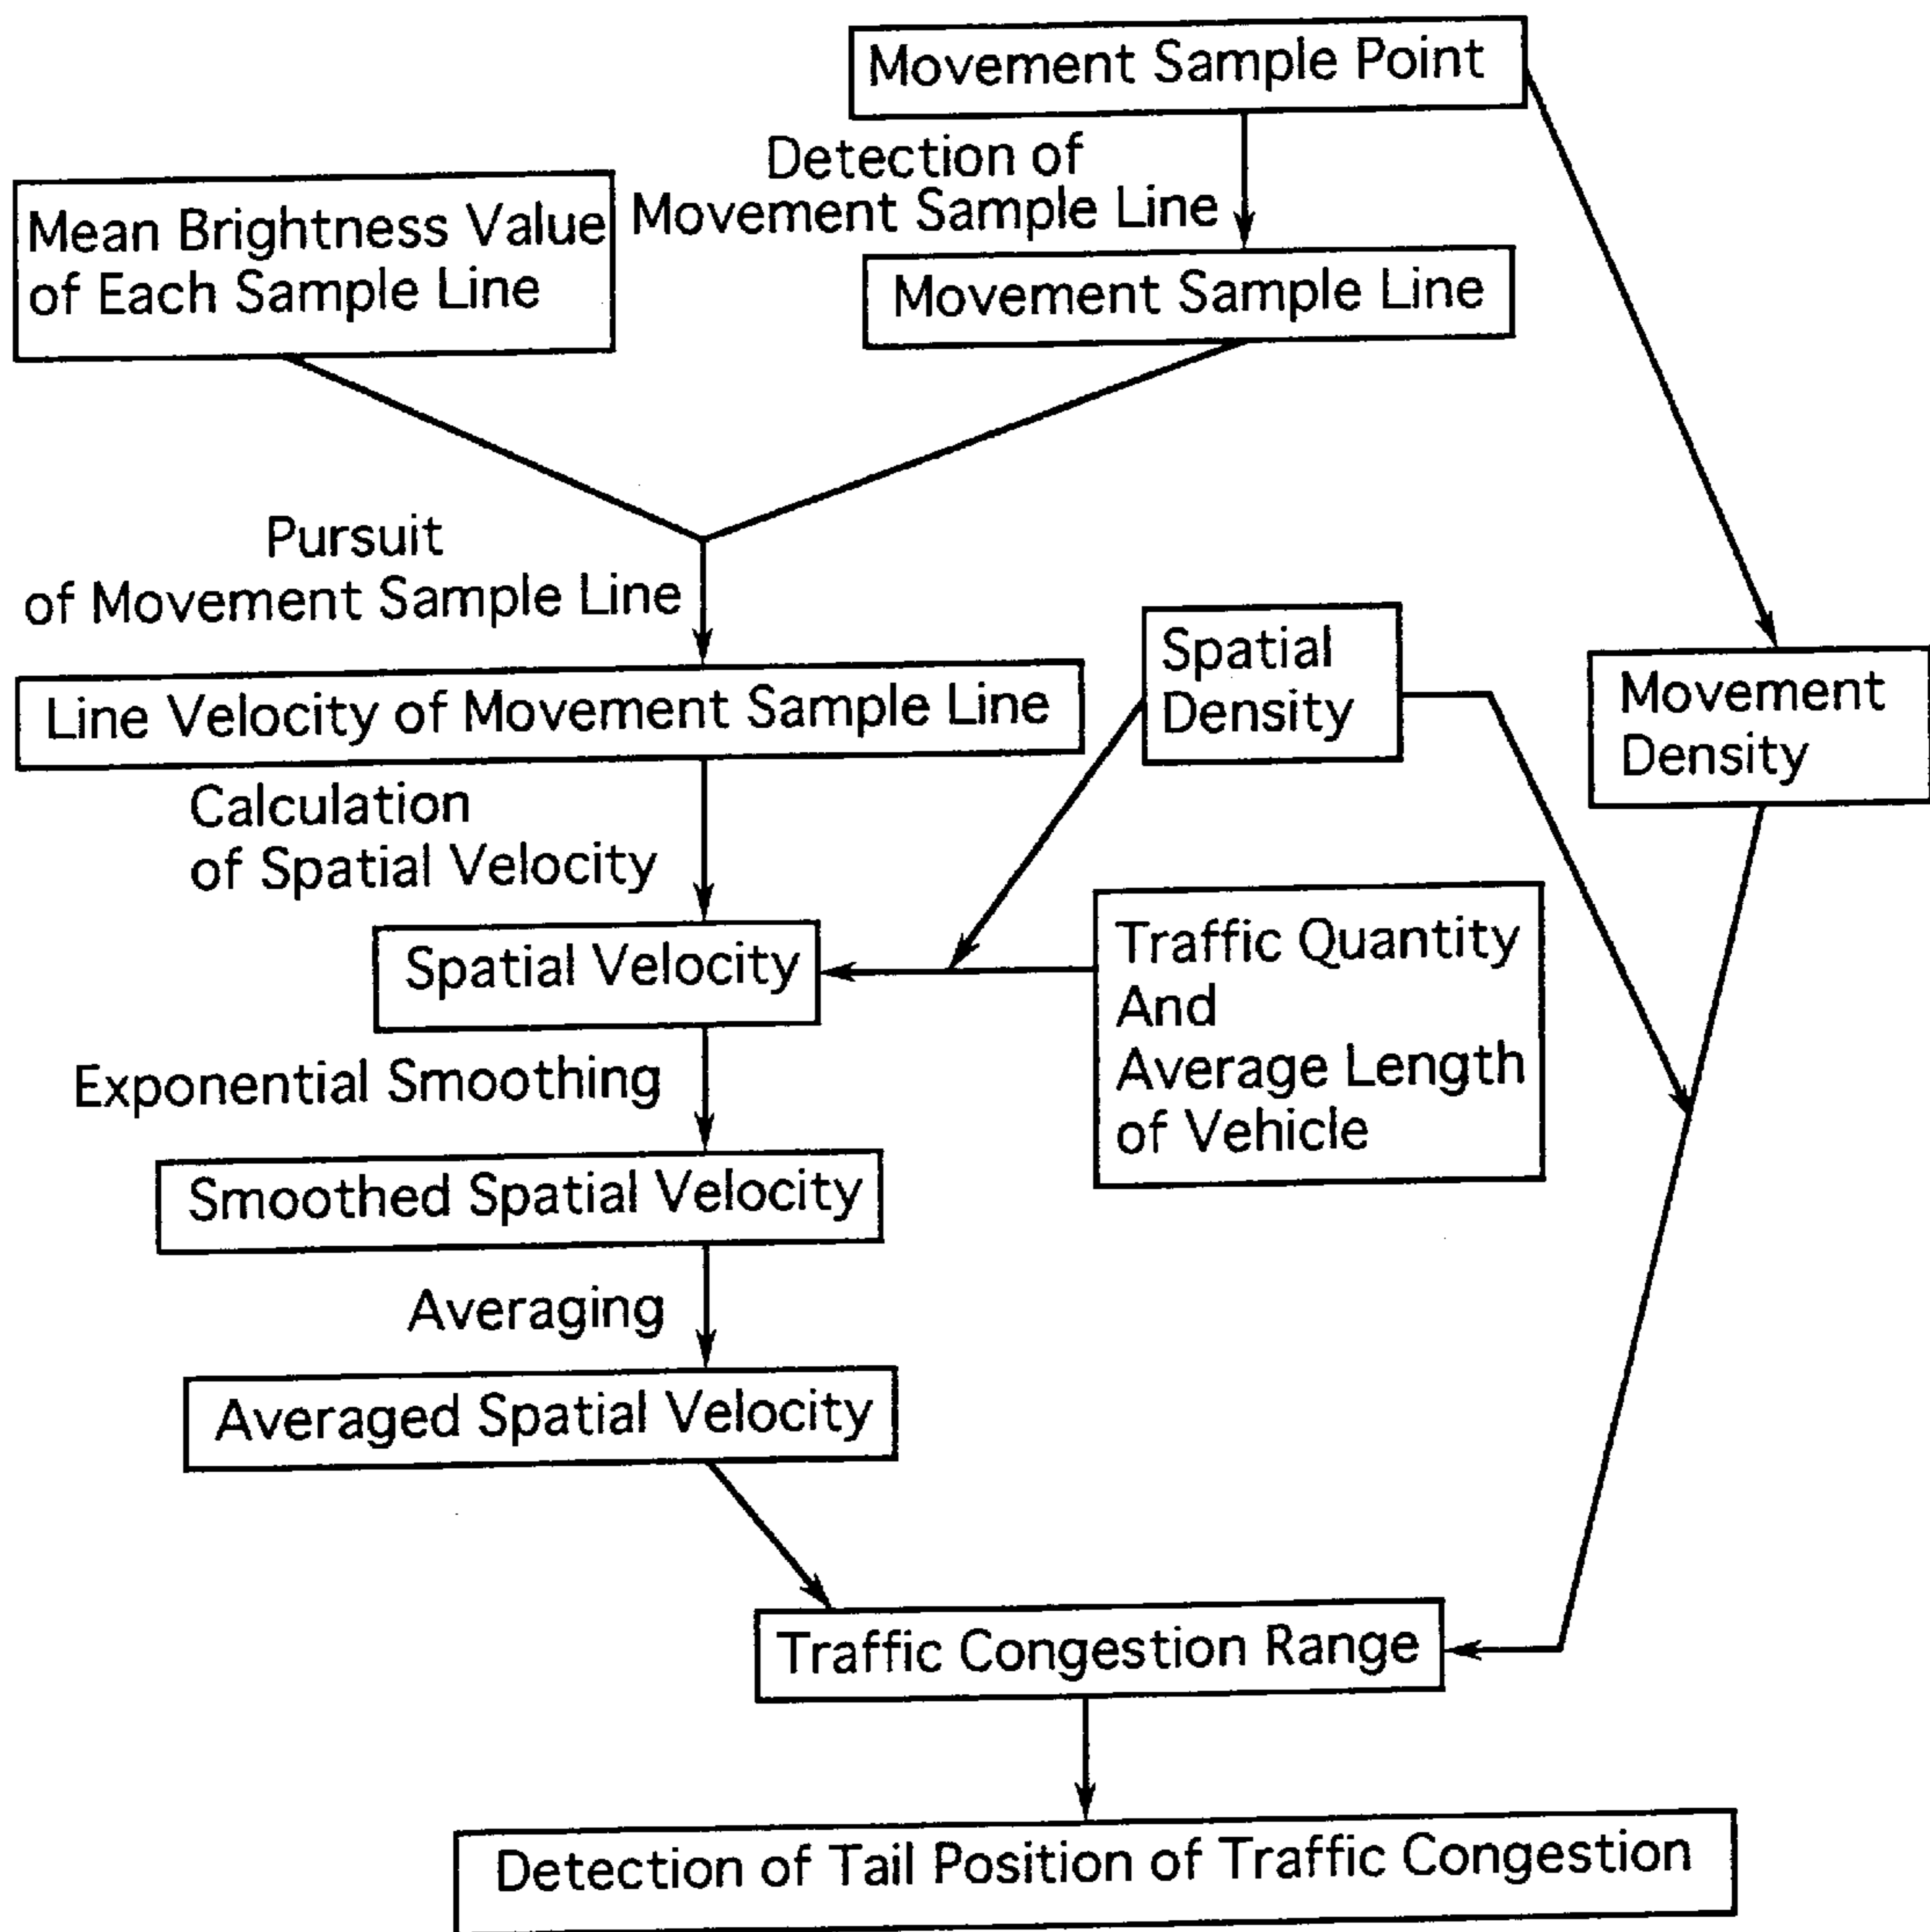 Movement Sample Point
Detection of
Movement Sample Line
Mean Brightness Value
of Each Sample Line
Movement Sample Line
Pursuit
of Movement Sample Line
Spatial
Density
Movement
Density
Line Velocity of Movement Sample Line
Calculation
of Spatial Velocity
Spatial Velocity
Traffic Quantity
And
Average Length
of Vehicle
Exponential Smoothing
Smoothed Spatial Velocity
Averaging
Averaged Spatial Velocity
Traffic Congestion Range
Detection of Tail Position of Traffic Congestion